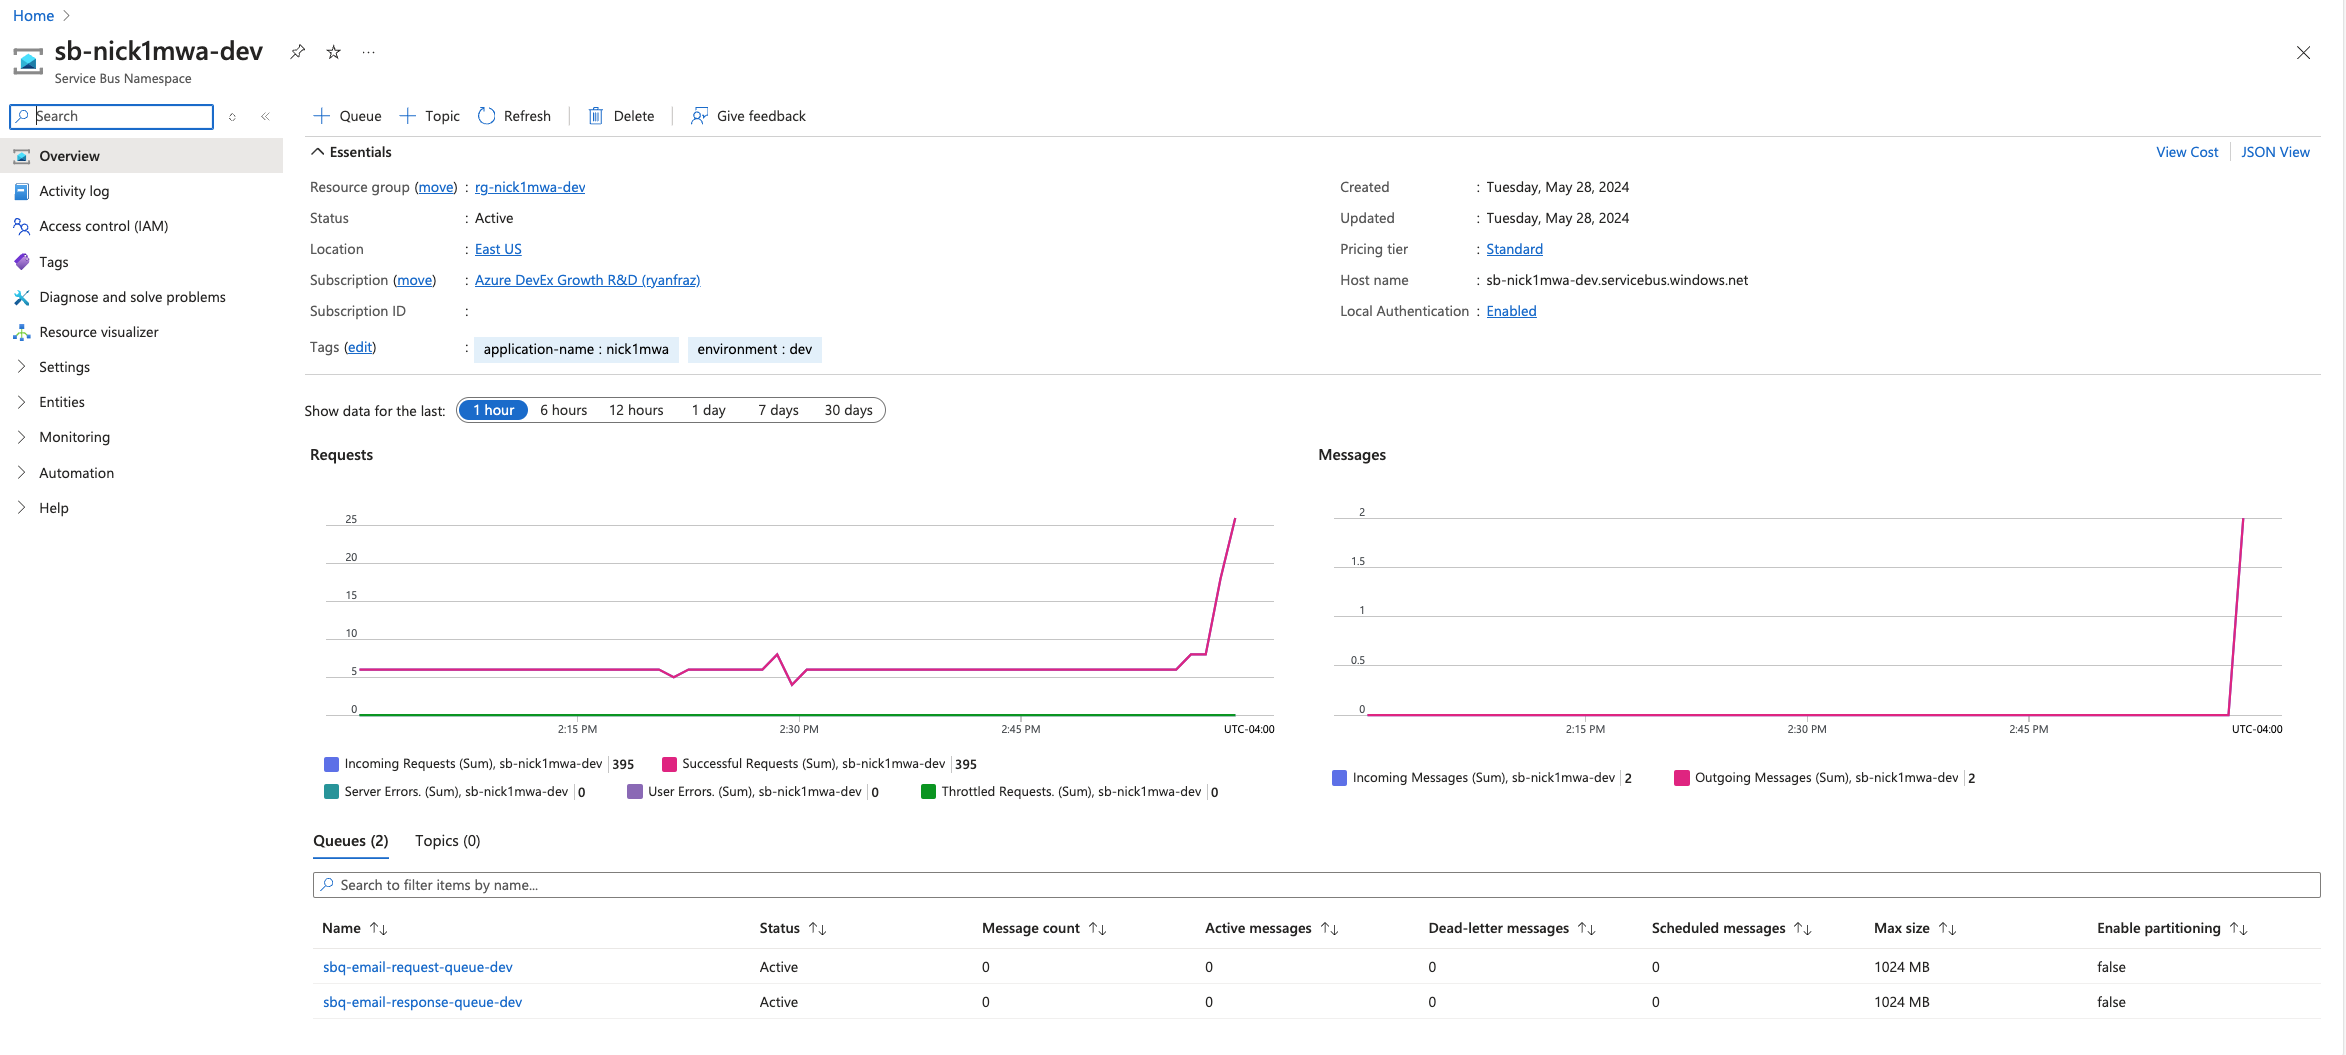 Home
sb-nick1mwa-dev
Service Bus Namespace
Search
Queue Topic Refresh Delete Give feedback
Overview
Activity log
Access control (IAM)
Tags
Diagnose and solve problems
Resource visualizer
Settings
Entities
Monitoring
Automation
Help
Essentials
View Cost JSON View
Resource group (move) : rg-nick1mwa-dev
Status : Active
Location : East US
Subscription (move) : Azure DevEx Growth R&D (ryanfraz)
Subscription ID :
Tags (edit) : application-name : nick1mwa environment : dev
Created : Tuesday, May 28, 2024
Updated : Tuesday, May 28, 2024
Pricing tier : Standard
Host name : sb-nick1mwa-dev.servicebus.windows.net
Local Authentication : Enabled
Show data for the last: 1 hour 6 hours 12 hours 1 day 7 days 30 days
Requests
25
20
15
10
5
0
2:15 PM 2:30 PM 2:45 PM UTC-04:00
Incoming Requests (Sum), sb-nick1mwa-dev 395 Successful Requests (Sum), sb-nick1mwa-dev 395
Server Errors. (Sum), sb-nick1mwa-dev 0 User Errors. (Sum), sb-nick1mwa-dev 0 Throttled Requests. (Sum), sb-nick1mwa-dev 0
Messages
2
1.5
1
0.5
0
2:15 PM 2:30 PM 2:45 PM UTC-04:00
Incoming Messages (Sum), sb-nick1mwa-dev 2 Outgoing Messages (Sum), sb-nick1mwa-dev 2
Queues (2) Topics (0)
Search to filter items by name...
Name Status Message count Active messages Dead-letter messages Scheduled messages Max size Enable partitioning
sbq-email-request-queue-dev Active 0 0 0 0 1024 MB false
sbq-email-response-queue-dev Active 0 0 0 0 1024 MB false